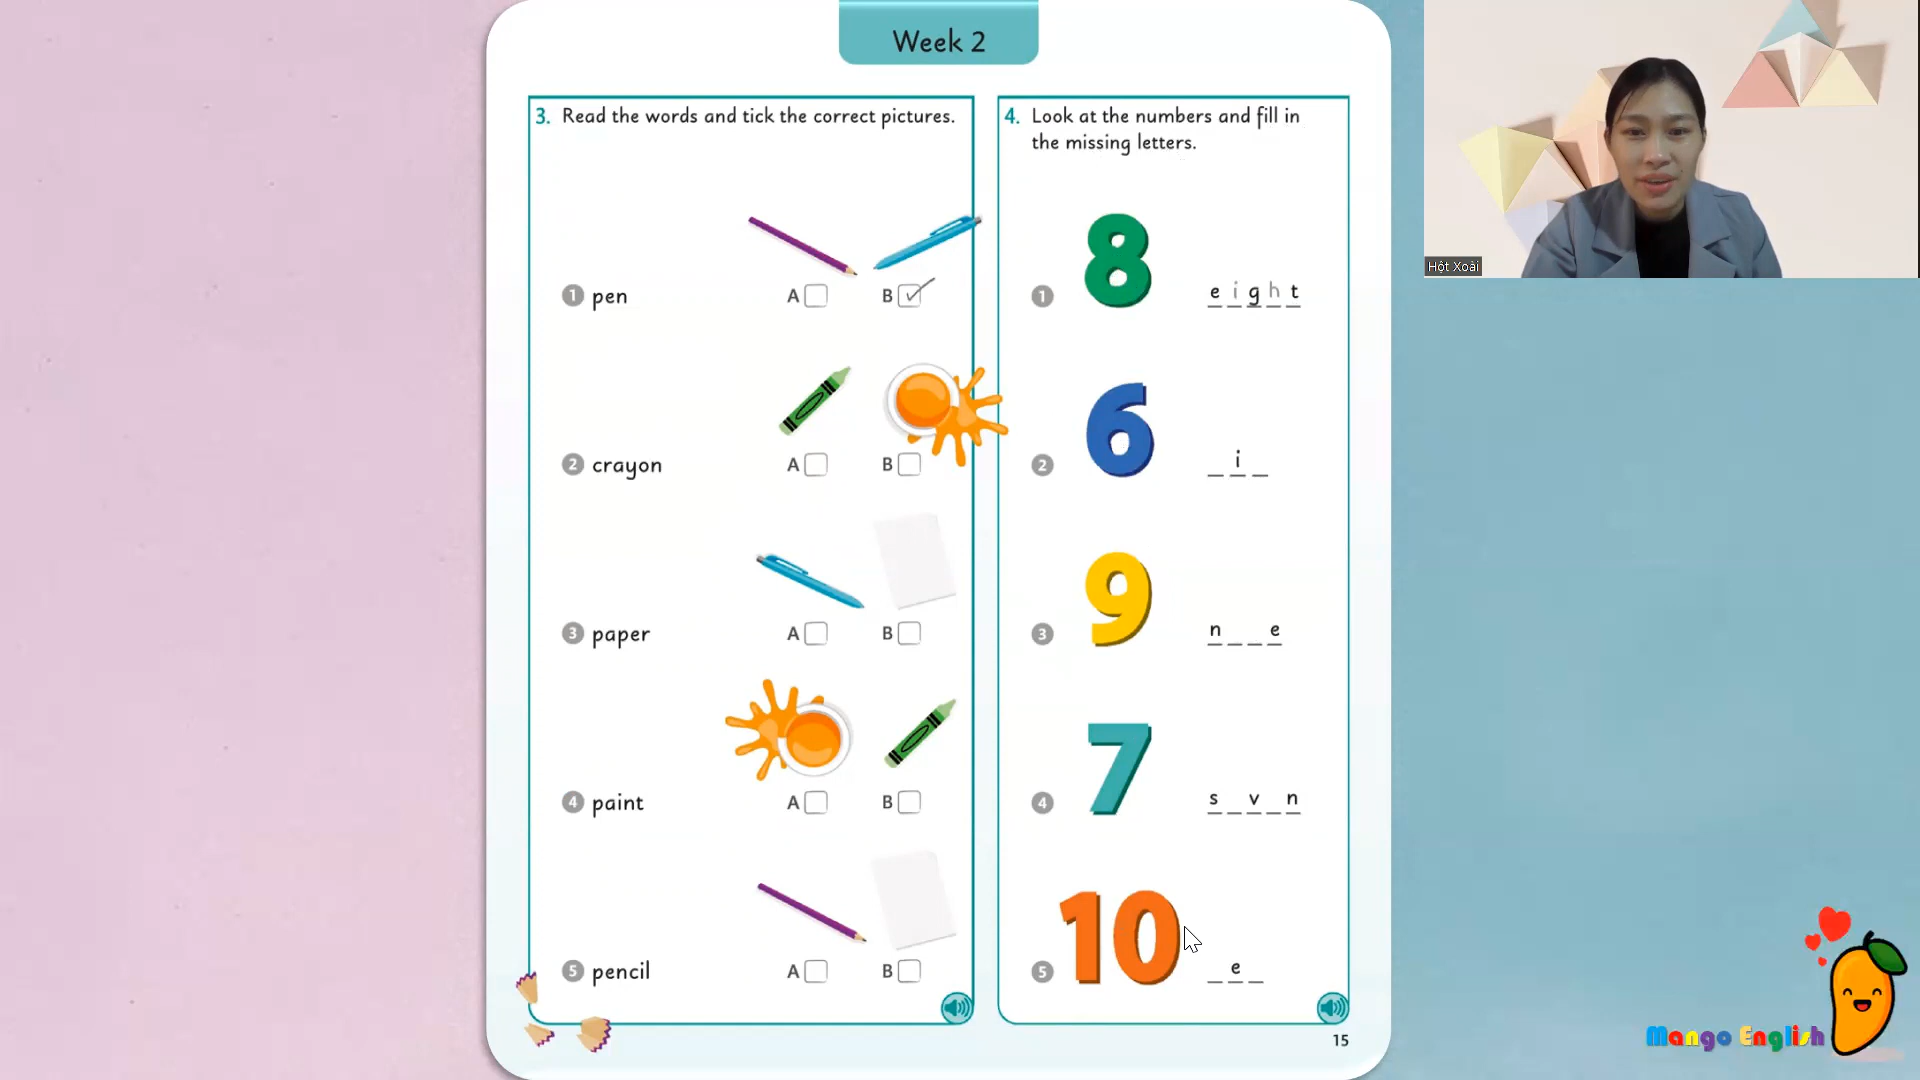 Week 2
3. Read the words and tick the correct pictures.
1 pen A B
2 crayon A B
3 paper A B
4 paint A B
5 pencil A B
4. Look at the numbers and fill in
the missing letters.
8
1 e i g h t
6
2 _ i _
9
3 n _ _ e
7
4 s _ v _ n
10
5 _ e _
15
Hột Xoài
Mango English